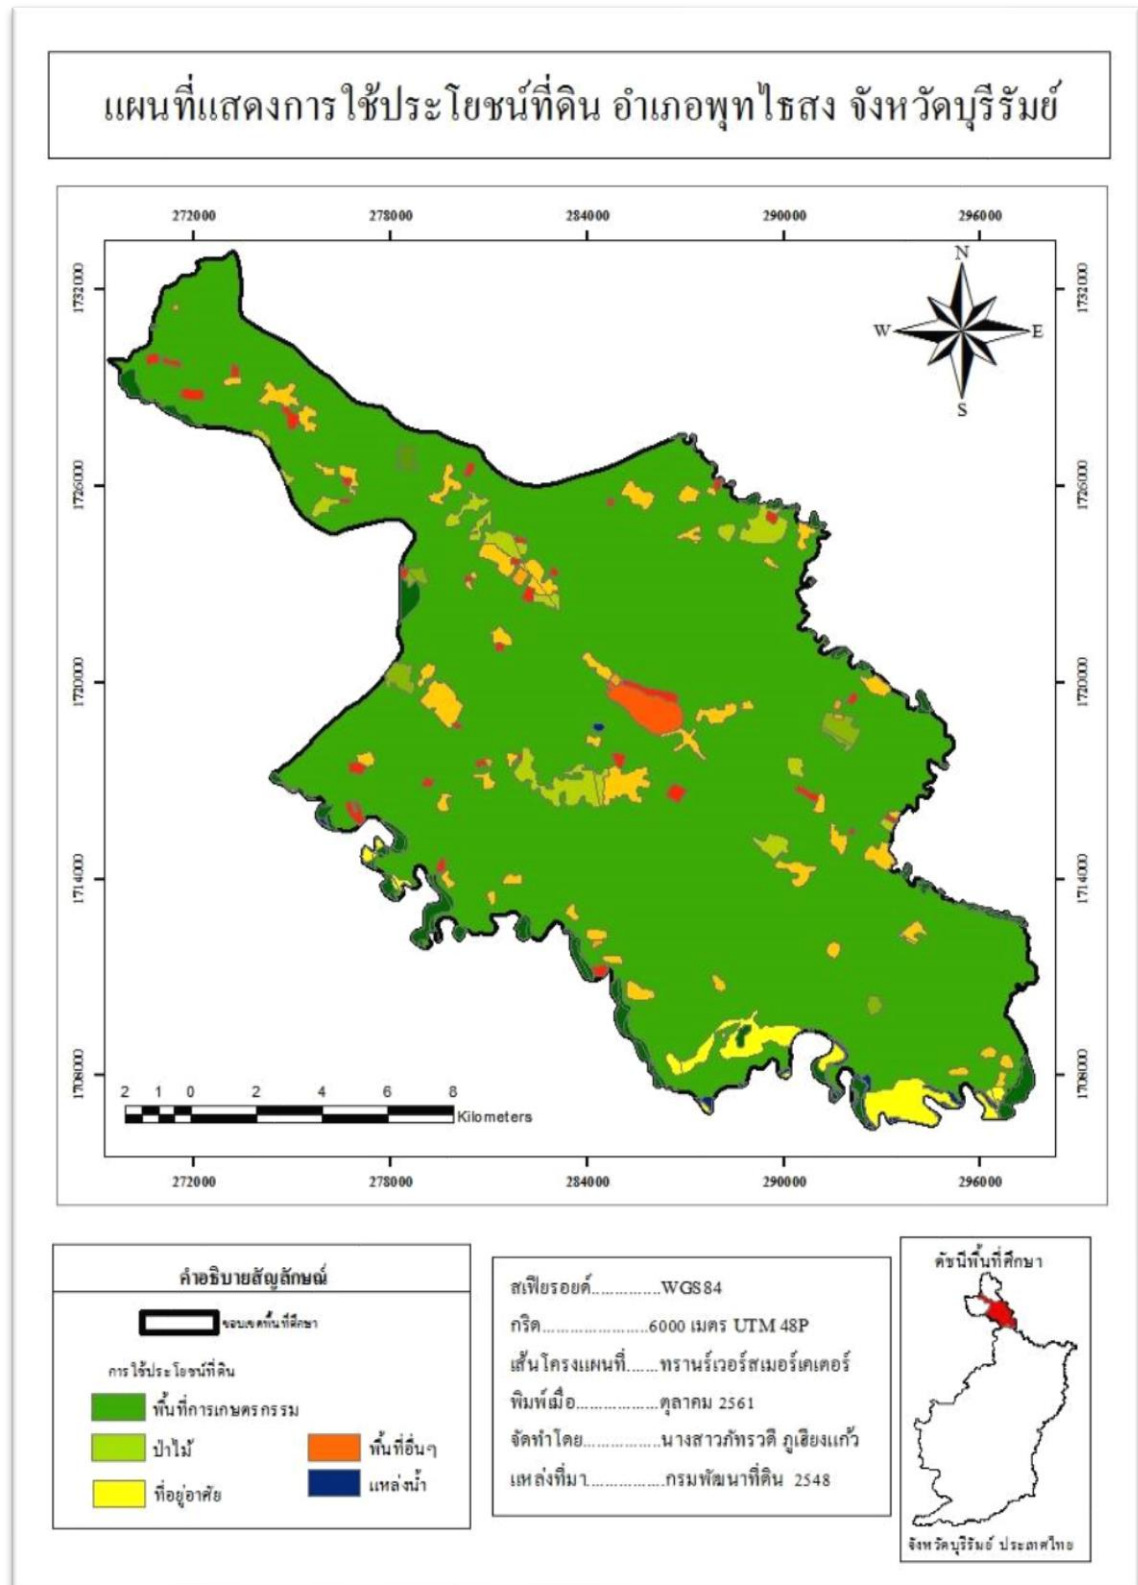 แผนที่แสดงการใช้ประโยชน์ที่ดิน อำเภอพุทไธสง จังหวัดบุรีรัมย์
272000 278000 284000 290000 296000
1732000 1732000
1726000 1726000
1720000 1720000
1714000 1714000
1708000 1708000
N
W E
S
2 1 0 2 4 6 8
Kilometers
272000 278000 284000 290000 296000
คำอธิบายสัญลักษณ์
ขอบเขตพื้นที่ศึกษา
การใช้ประโยชน์ที่ดิน
พื้นที่การเกษตรกรรม
ป่าไม้
ที่อยู่อาศัย
พื้นที่อื่นๆ
แหล่งน้ำ
สเฟียรอยด์...............WGS84
กริด.......................6000 เมตร UTM 48P
เส้นโครงแผนที่.......ทรานร์เวอร์สเมอร์เคเตอร์
พิมพ์เมื่อ..................ตุลาคม 2561
จัดทำโดย.................นางสาวภัทรวดี ภูเฮียงแก้ว
แหล่งที่มา.................กรมพัฒนาที่ดิน 2548
ดัชนีพื้นที่ศึกษา
จังหวัดบุรีรัมย์ ประเทศไทย